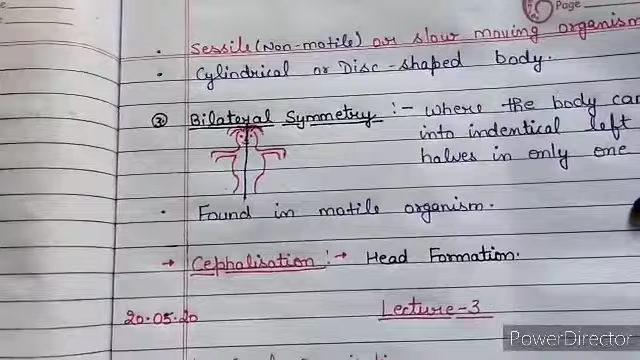 Page
• Sessile (Non-motile) or slow moving organism
• Cylindrical or Disc-shaped body.
② Bilateral Symmetry :- where the body can
into indentical left
halves in only one
• Found in motile organism.
→ Cephalisation :→ Head Formation.
20.05.20 Lecture-3
PowerDirector